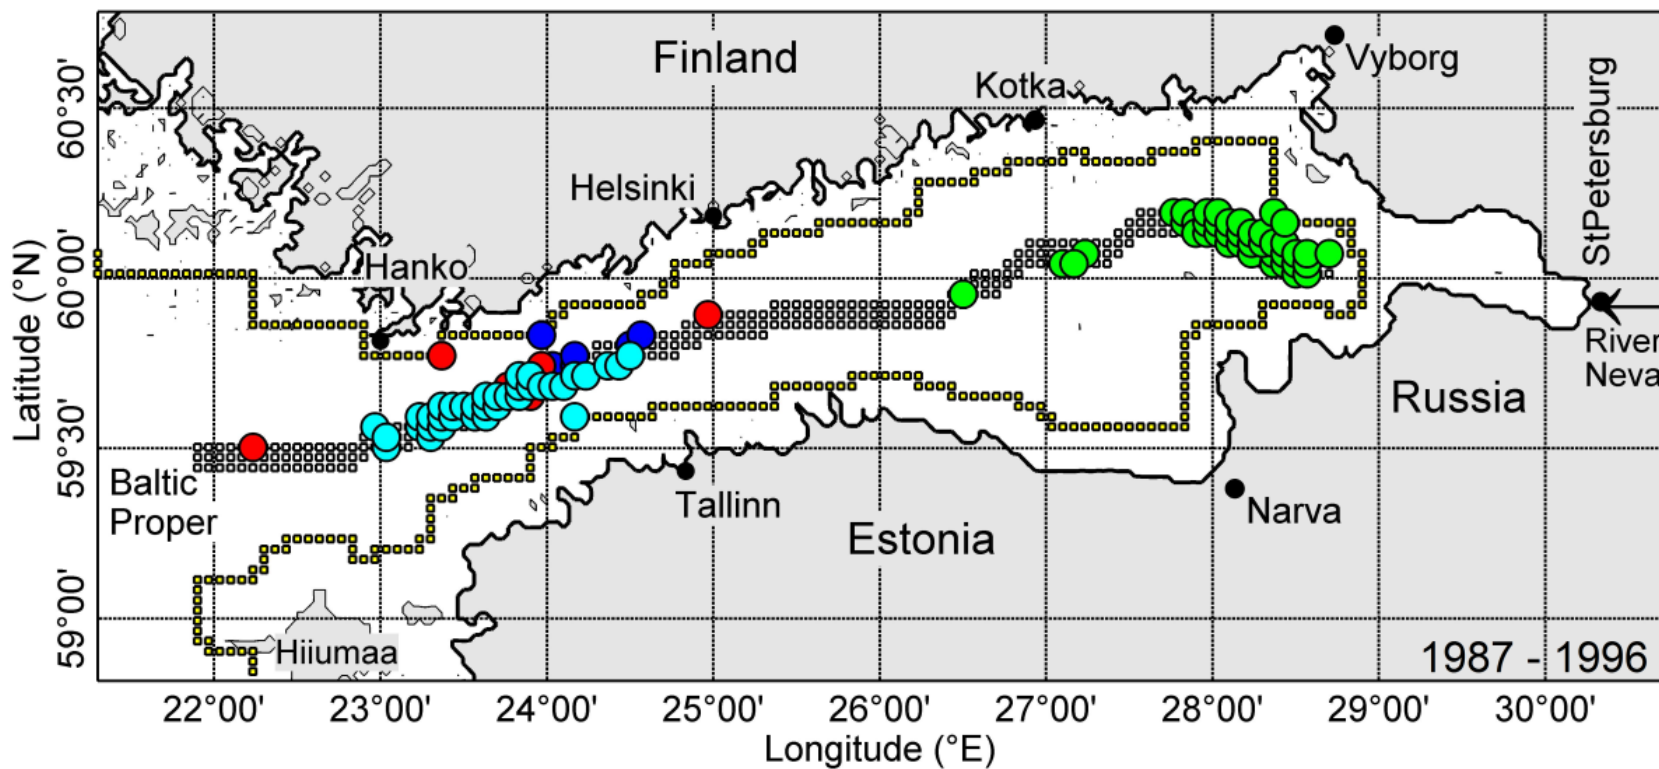 Finland
Vyborg
Kotka
StPetersburg
Helsinki
Hanko
River
Neva
Russia
Baltic
Proper
Tallinn
Narva
Estonia
Hiiumaa
1987 - 1996
60°30'
60°00'
59°30'
59°00'
Latitude (°N)
22°00' 23°00' 24°00' 25°00' 26°00' 27°00' 28°00' 29°00' 30°00'
Longitude (°E)